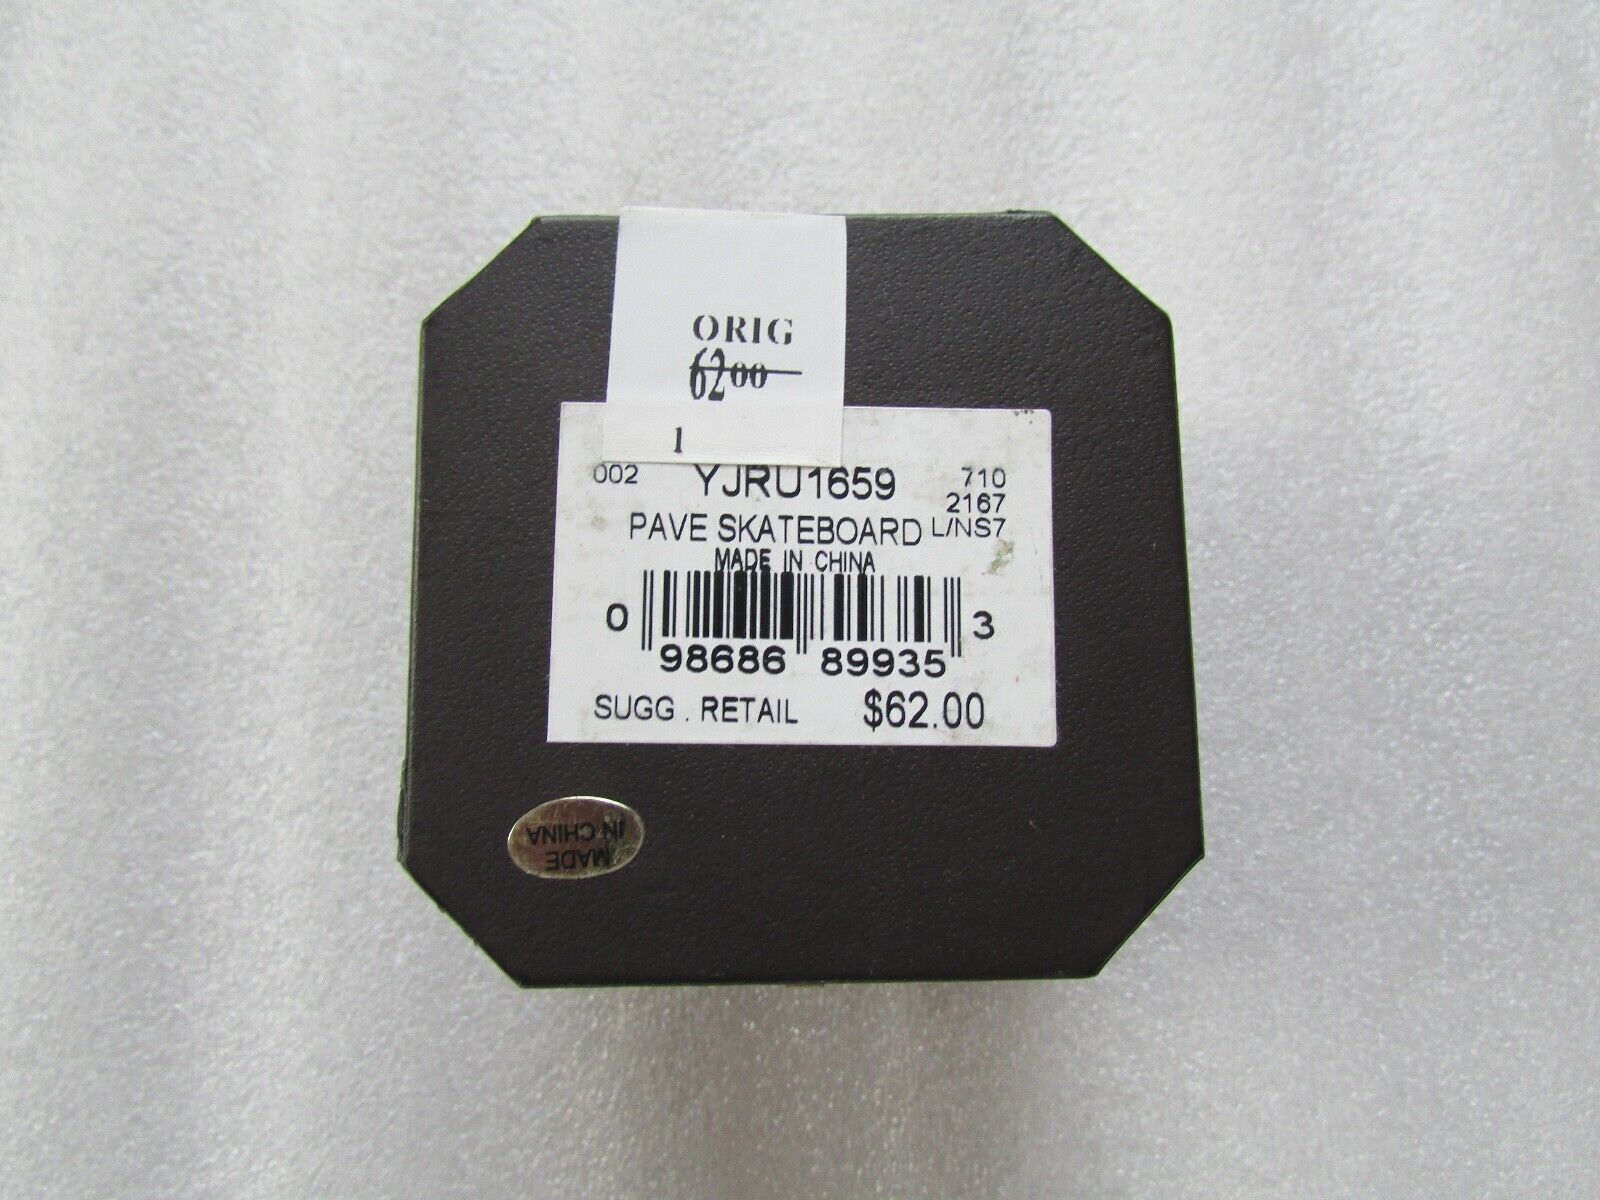 ORIG
6200
1
002 YJRU1659 710
2167
PAVE SKATEBOARD L/NS7
MADE IN CHINA
0 98686 89935 3
SUGG. RETAIL $62.00
MADE
IN CHINA